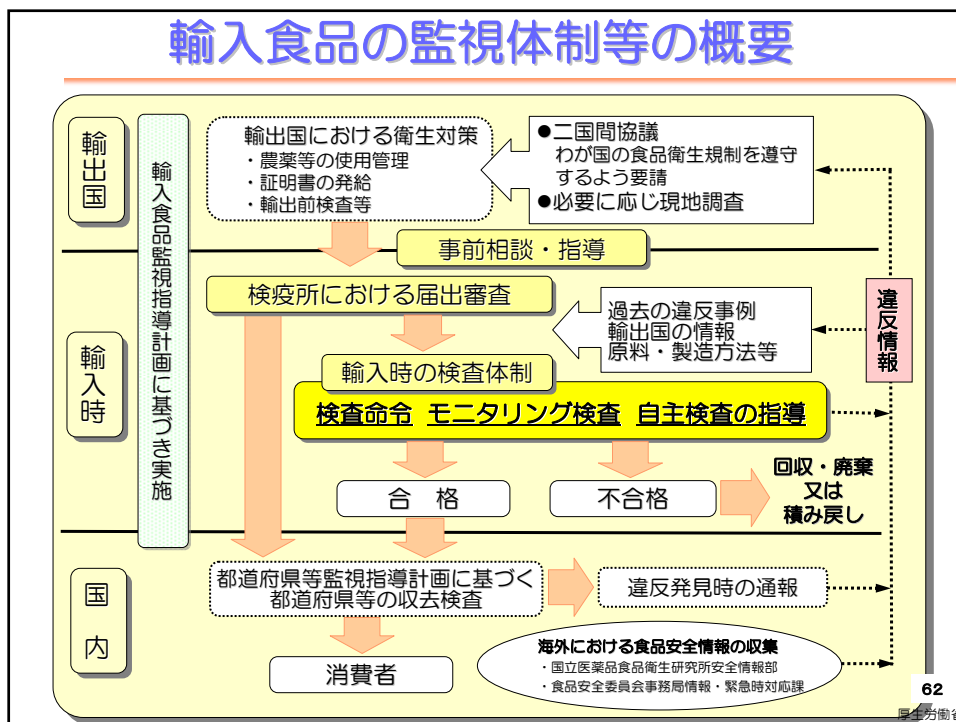 輸入食品の監視体制等の概要
輸出国
輸入食品監視指導計画に基づき実施
輸出国における衛生対策
・農薬等の使用管理
・証明書の発給
・輸出前検査等
●二国間協議
わが国の食品衛生規制を遵守
するよう要請
●必要に応じ現地調査
事前相談・指導
輸入時
検疫所における届出審査
過去の違反事例
輸出国の情報
原料・製造方法等
違反情報
輸入時の検査体制
検査命令 モニタリング検査 自主検査の指導
合 格
不合格
回収・廃棄
又は
積み戻し
国内
都道府県等監視指導計画に基づく
都道府県等の収去検査
違反発見時の通報
消費者
海外における食品安全情報の収集
・国立医薬品食品衛生研究所安全情報部
・食品安全委員会事務局情報・緊急時対応課
62
厚生労働省